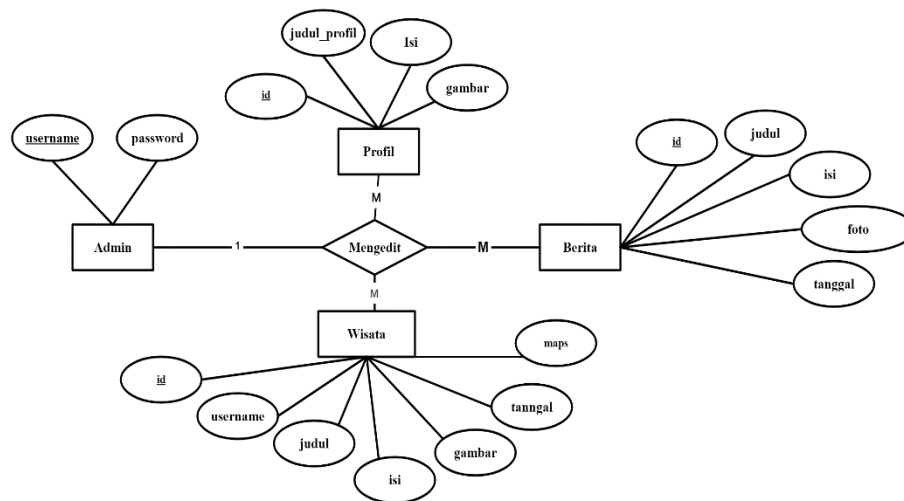 judul_profil
Isi
id
gambar
username
password
Profil
id
judul
isi
foto
tanggal
M
Admin
1
Mengedit
M
Berita
M
Wisata
maps
id
username
judul
isi
gambar
tanngal